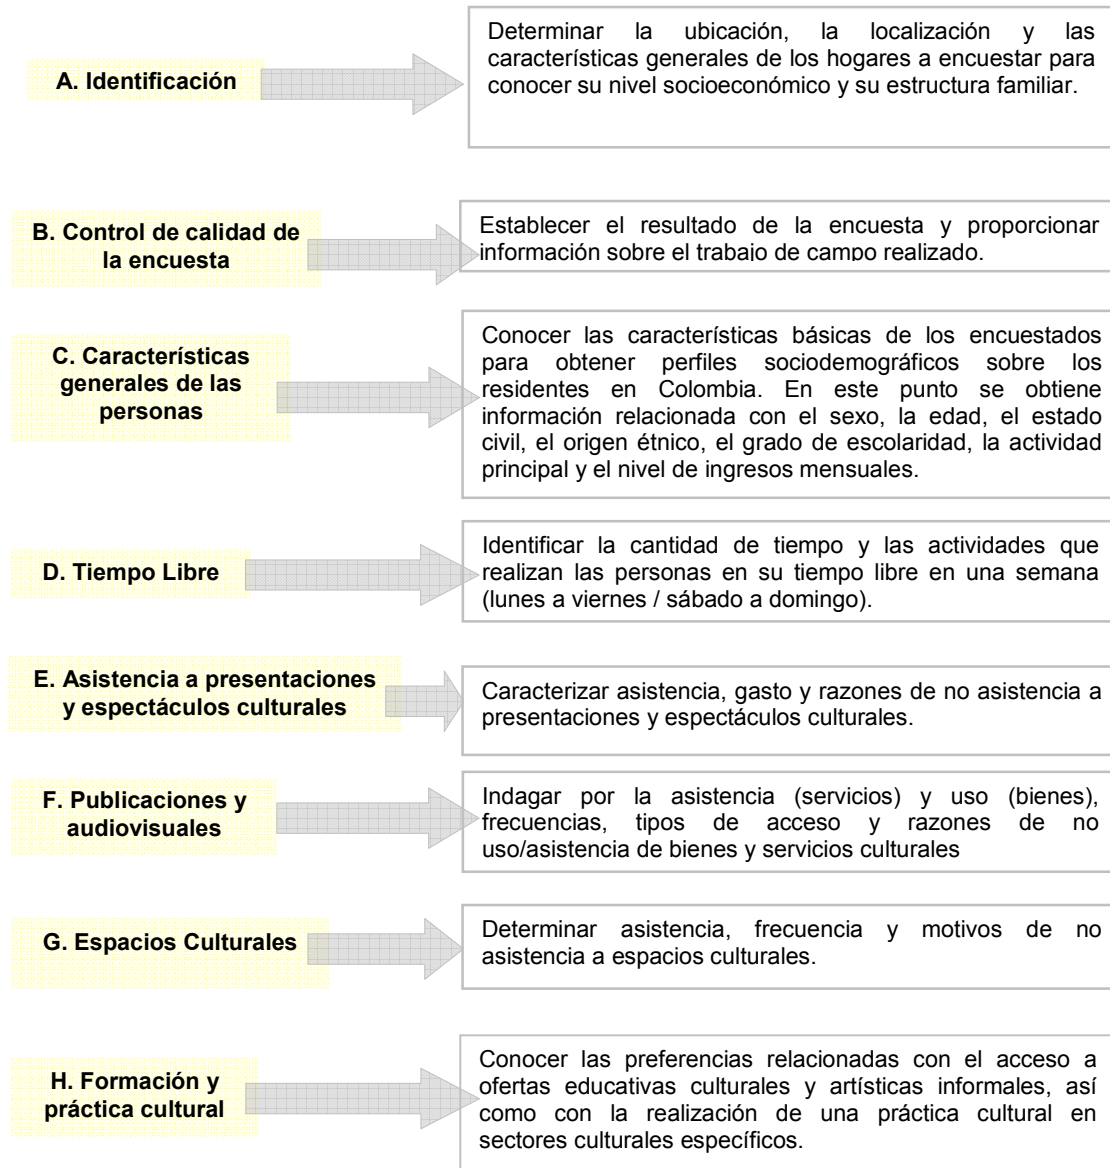 A. Identificación
Determinar la ubicación, la localización y las
características generales de los hogares a encuestar para
conocer su nivel socioeconómico y su estructura familiar.
B. Control de calidad de
la encuesta
Establecer el resultado de la encuesta y proporcionar
información sobre el trabajo de campo realizado.
C. Características
generales de las
personas
Conocer las características básicas de los encuestados
para obtener perfiles sociodemográficos sobre los
residentes en Colombia. En este punto se obtiene
información relacionada con el sexo, la edad, el estado
civil, el origen étnico, el grado de escolaridad, la actividad
principal y el nivel de ingresos mensuales.
D. Tiempo Libre
Identificar la cantidad de tiempo y las actividades que
realizan las personas en su tiempo libre en una semana
(lunes a viernes / sábado a domingo).
E. Asistencia a presentaciones
y espectáculos culturales
Caracterizar asistencia, gasto y razones de no asistencia a
presentaciones y espectáculos culturales.
F. Publicaciones y
audiovisuales
Indagar por la asistencia (servicios) y uso (bienes),
frecuencias, tipos de acceso y razones de no
uso/asistencia de bienes y servicios culturales
G. Espacios Culturales
Determinar asistencia, frecuencia y motivos de no
asistencia a espacios culturales.
H. Formación y
práctica cultural
Conocer las preferencias relacionadas con el acceso a
ofertas educativas culturales y artísticas informales, así
como con la realización de una práctica cultural en
sectores culturales específicos.